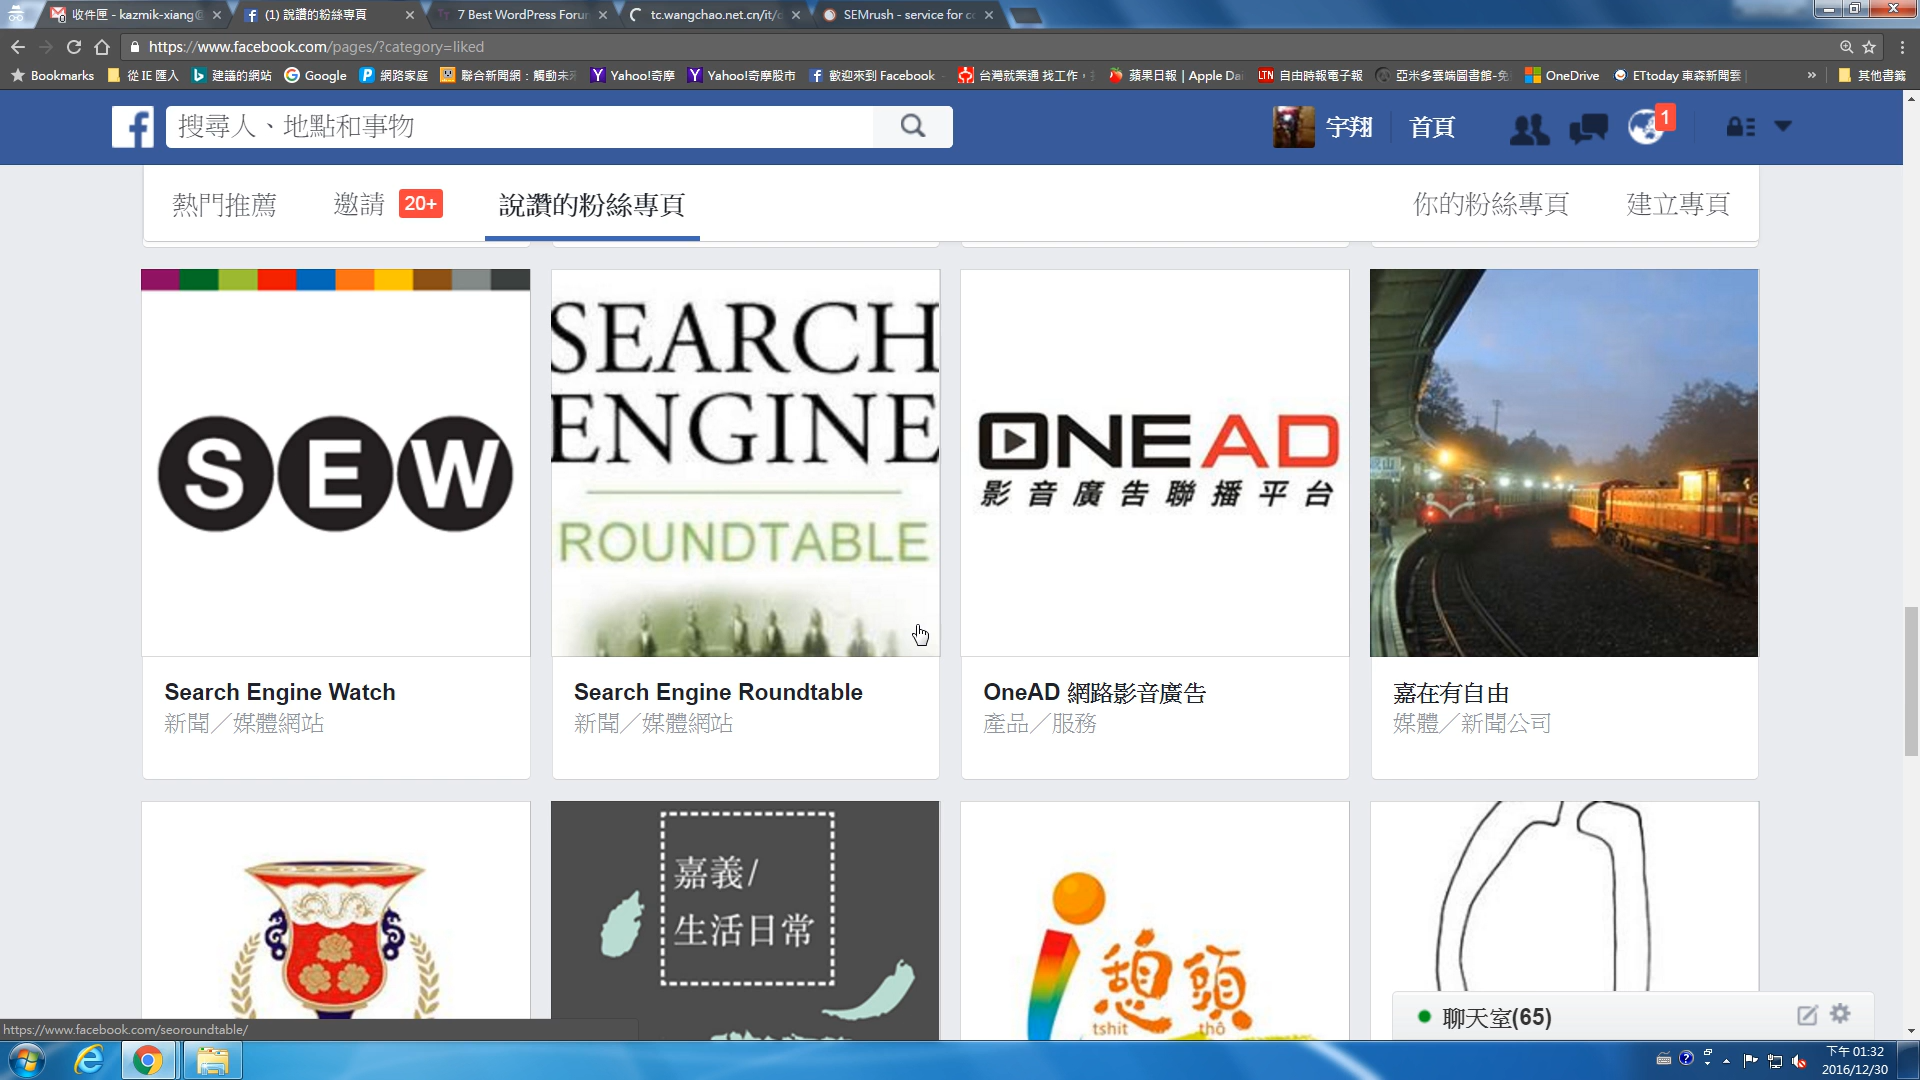 收件匣 - kazmik-xiang@
(1) 說讚的粉絲專頁
7 Best WordPress Forum
tc.wangchao.net.cn/it/d
SEMrush - service for co
https://www.facebook.com/pages/?category=liked
Bookmarks
從 IE 匯入
建議的網站
Google
網路家庭
聯合新聞網:觸動未來
Yahoo!奇摩
Yahoo!奇摩股市
歡迎來到 Facebook
台灣就業通 找工作,
蘋果日報 | Apple Dai
自由時報電子報
亞米多雲端圖書館-免
OneDrive
ETtoday 東森新聞雲 |
»
其他書籤
搜尋人、地點和事物
宇翔
首頁
1
熱門推薦
邀請
20+
說讚的粉絲專頁
你的粉絲專頁
建立專頁
SEW
SEARCH
ENGINE
ROUNDTABLE
ONEAD
影音廣告聯播平台
Search Engine Watch
新聞/媒體網站
Search Engine Roundtable
新聞/媒體網站
OneAD 網路影音廣告
產品/服務
嘉在有自由
媒體/新聞公司
嘉義/
生活日常
i 憩頭
tshit thô
聊天室(65)
https://www.facebook.com/seoroundtable/
下午 01:32
2016/12/30